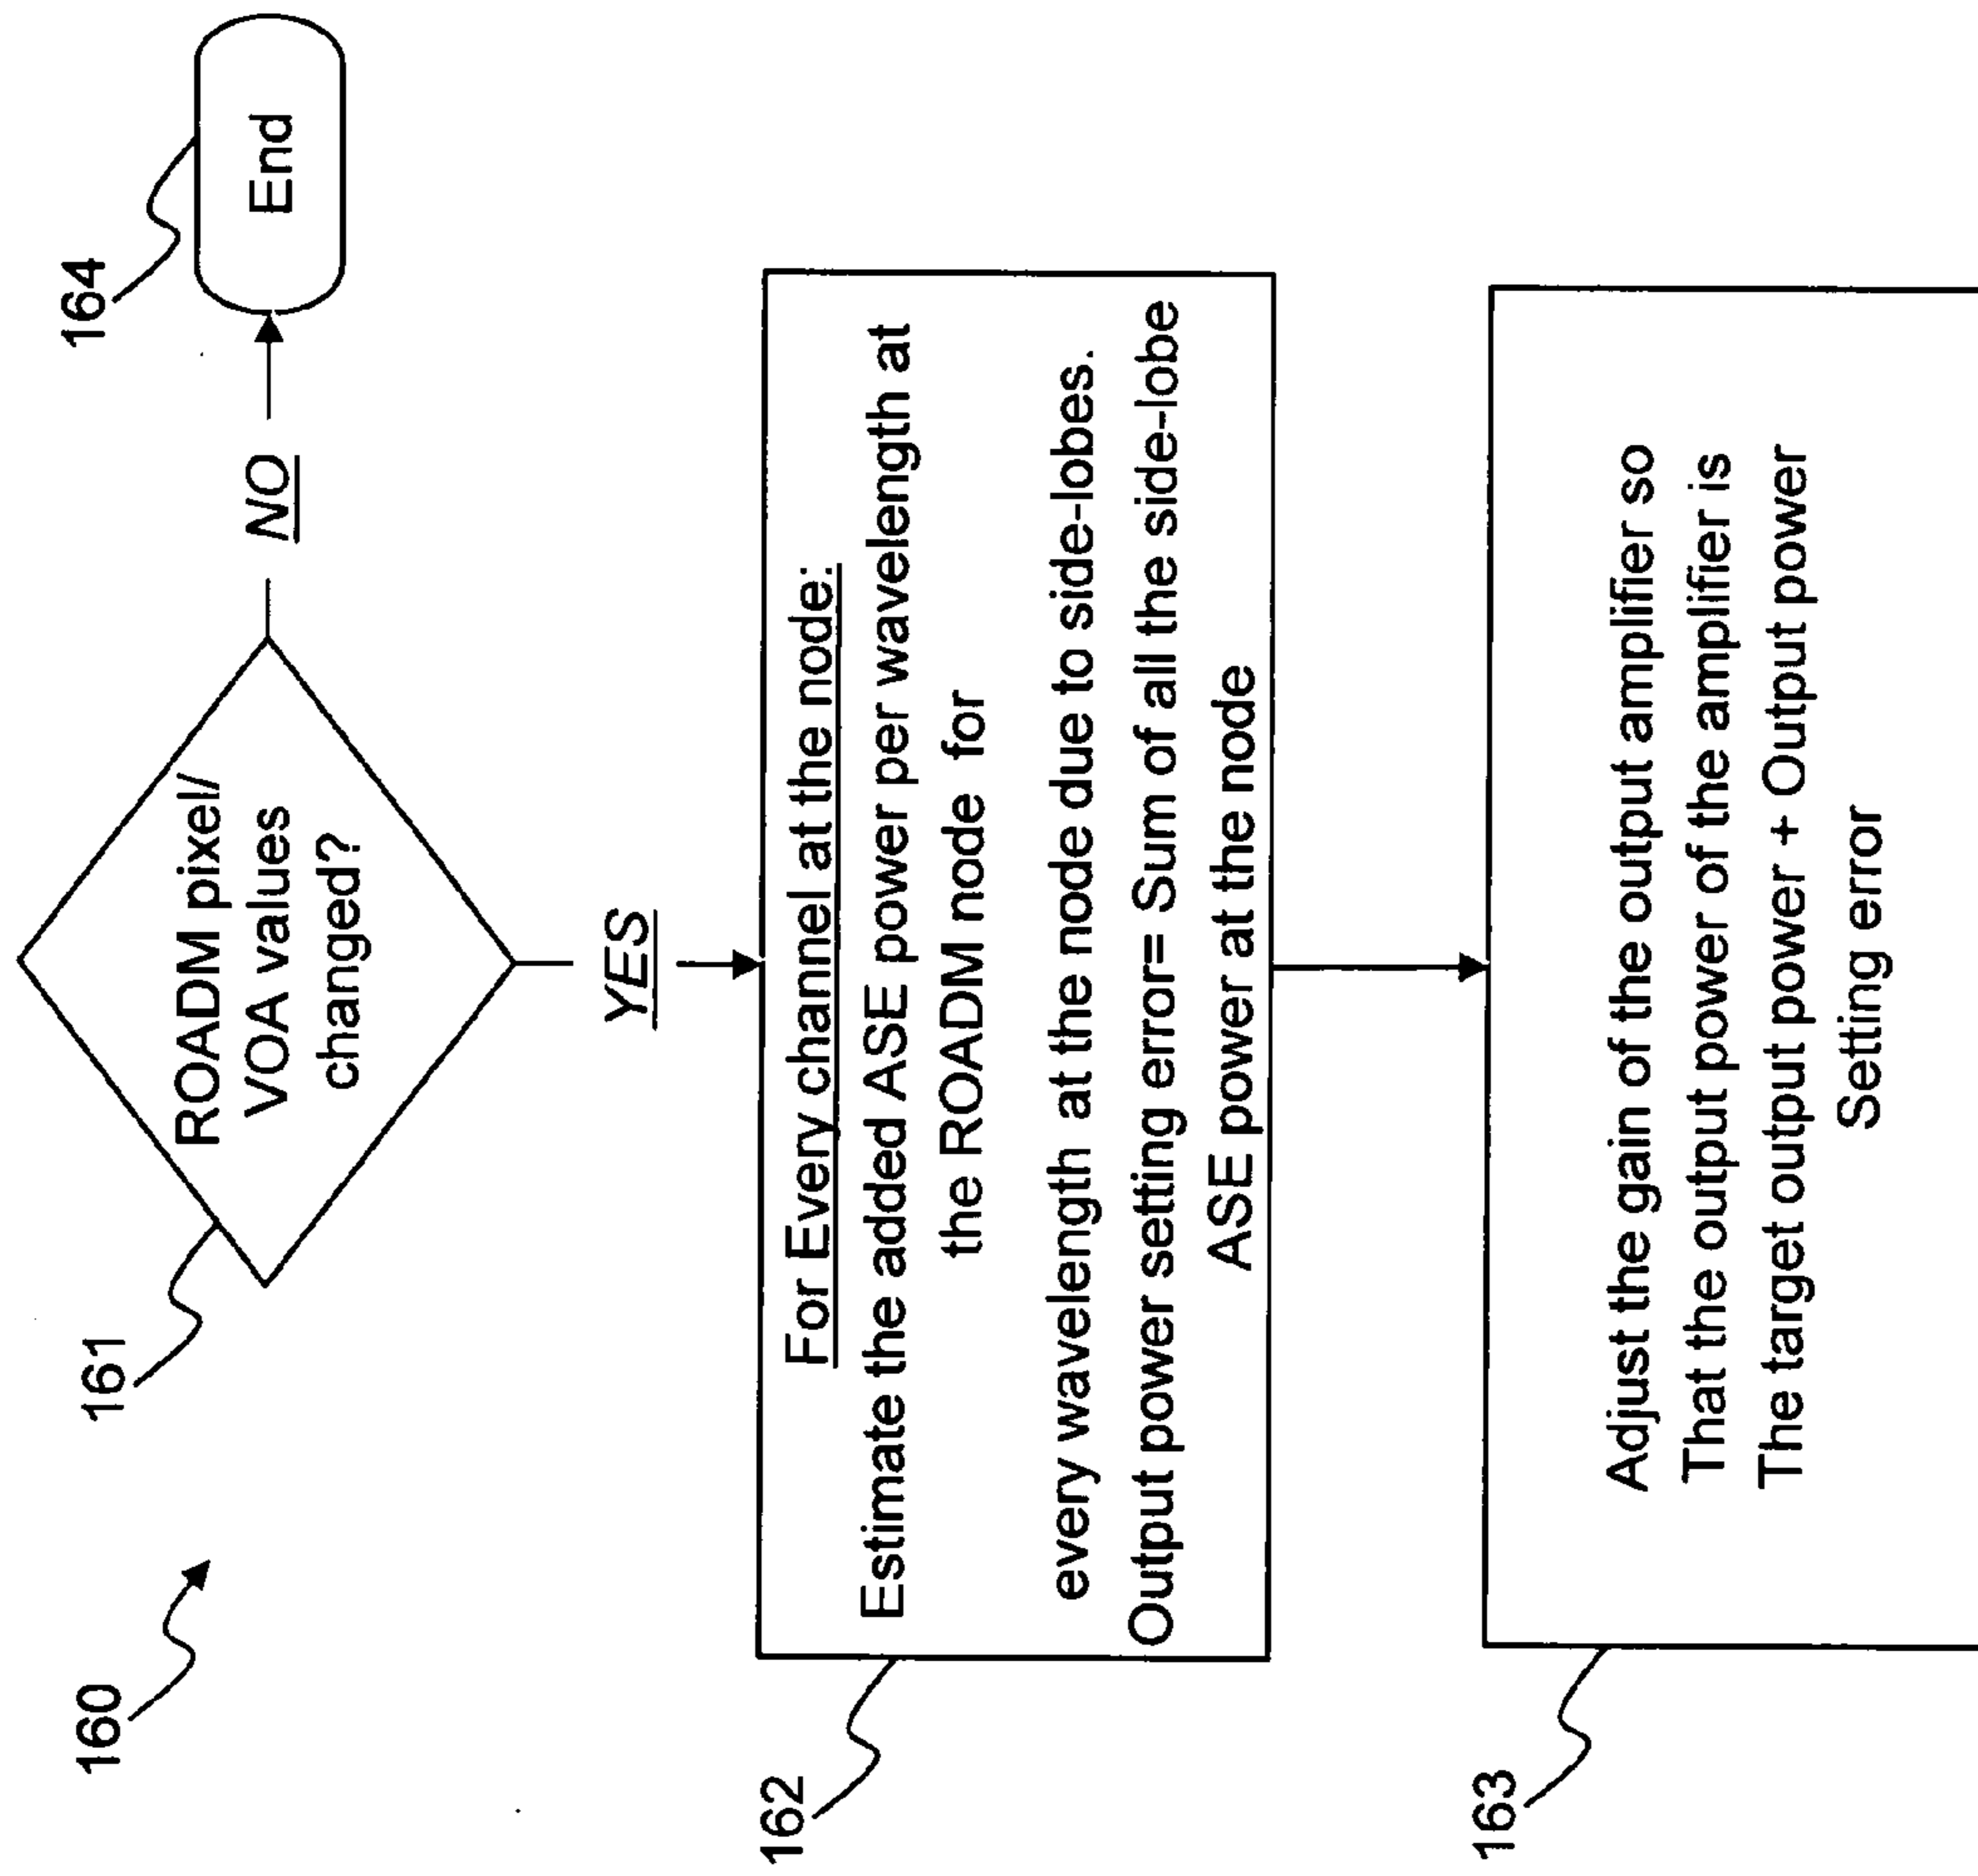 160
161
ROADM pixel/
VOA values
changed?
NO
164
End
YES
162
For Every channel at the node:
Estimate the added ASE power per wavelength at
the ROADM node for
every wavelength at the node due to side-lobes.
Output power setting error= Sum of all the side-lobe
ASE power at the node
163
Adjust the gain of the output amplifier so
That the output power of the amplifier is
The target output power + Output power
Setting error